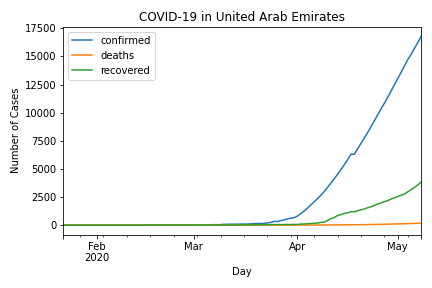 COVID-19 in United Arab Emirates
confirmed
deaths
recovered
Number of Cases
17500
15000
12500
10000
7500
5000
2500
0
Feb
2020
Mar
Apr
May
Day